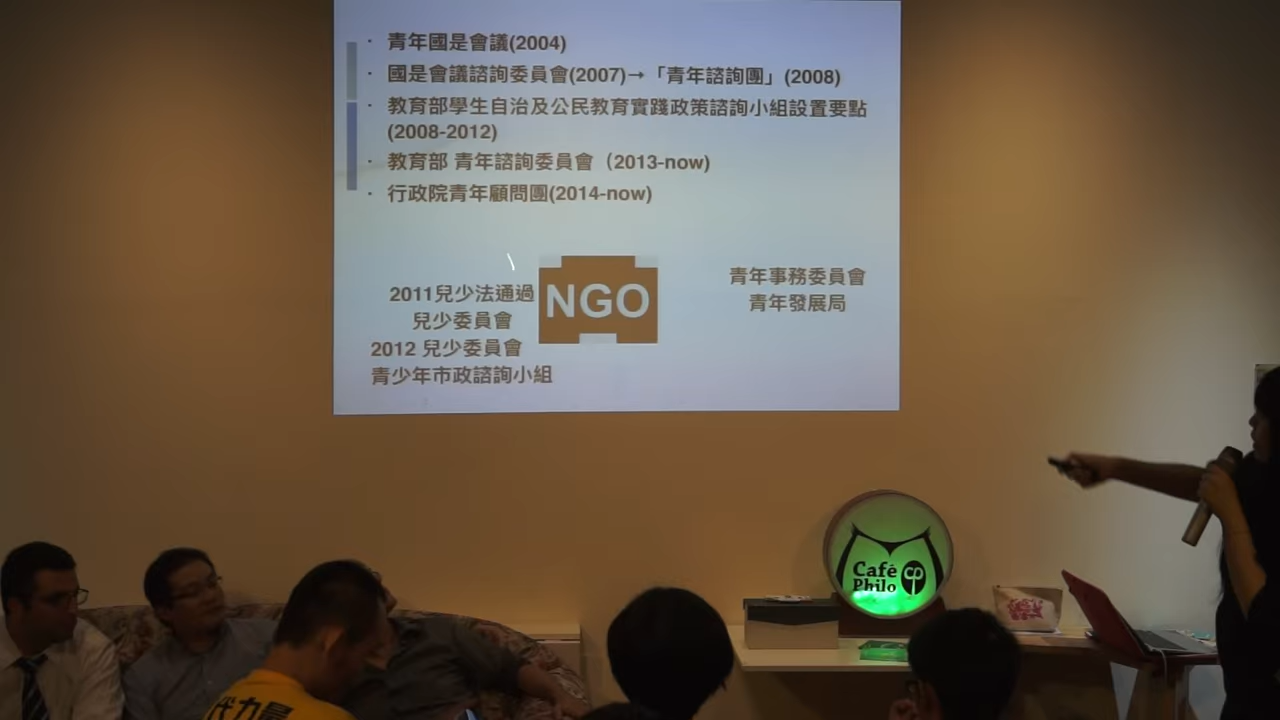 · 青年國是會議(2004)
· 國是會議諮詢委員會(2007)→「青年諮詢團」(2008)
· 教育部學生自治及公民教育實踐政策諮詢小組設置要點
(2008-2012)
· 教育部 青年諮詢委員會（2013-now)
· 行政院青年顧問團(2014-now)
2011兒少法通過
兒少委員會
2012 兒少委員會
青少年市政諮詢小組
NGO
青年事務委員會
青年發展局
Café
Philo
代力量